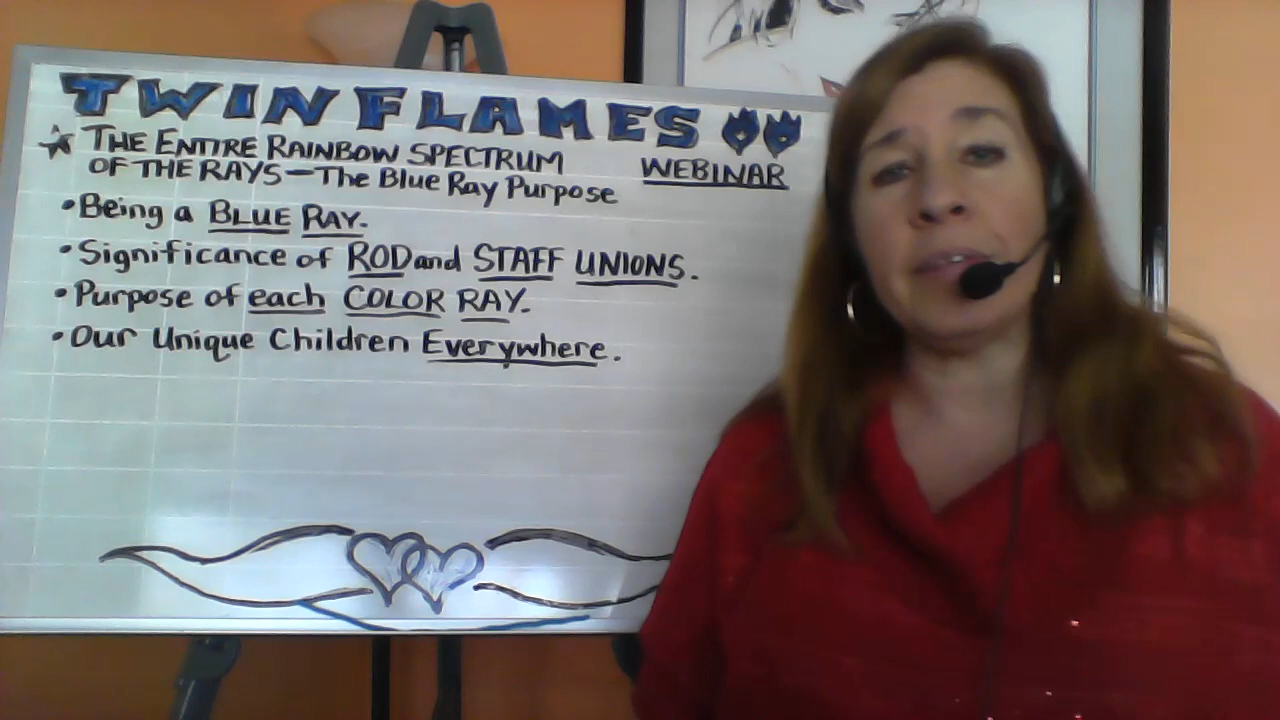 TWIN FLAMES
THE ENTIRE RAINBOW SPECTRUM
OF THE RAYS—The Blue Ray Purpose
WEBINAR
•Being a BLUE RAY.
•Significance of ROD and STAFF UNIONS.
•Purpose of each COLOR RAY.
•Our Unique Children Everywhere.